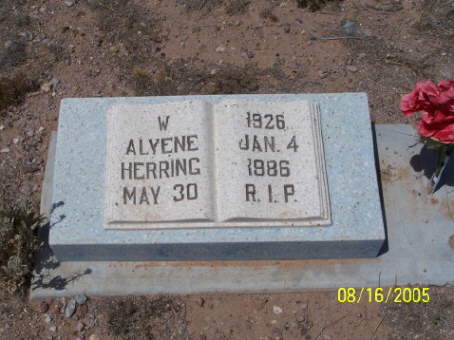 W
ALYENE
HERRING
MAY 30
1926
JAN. 4
1986
R. I. P.
08/16/2005